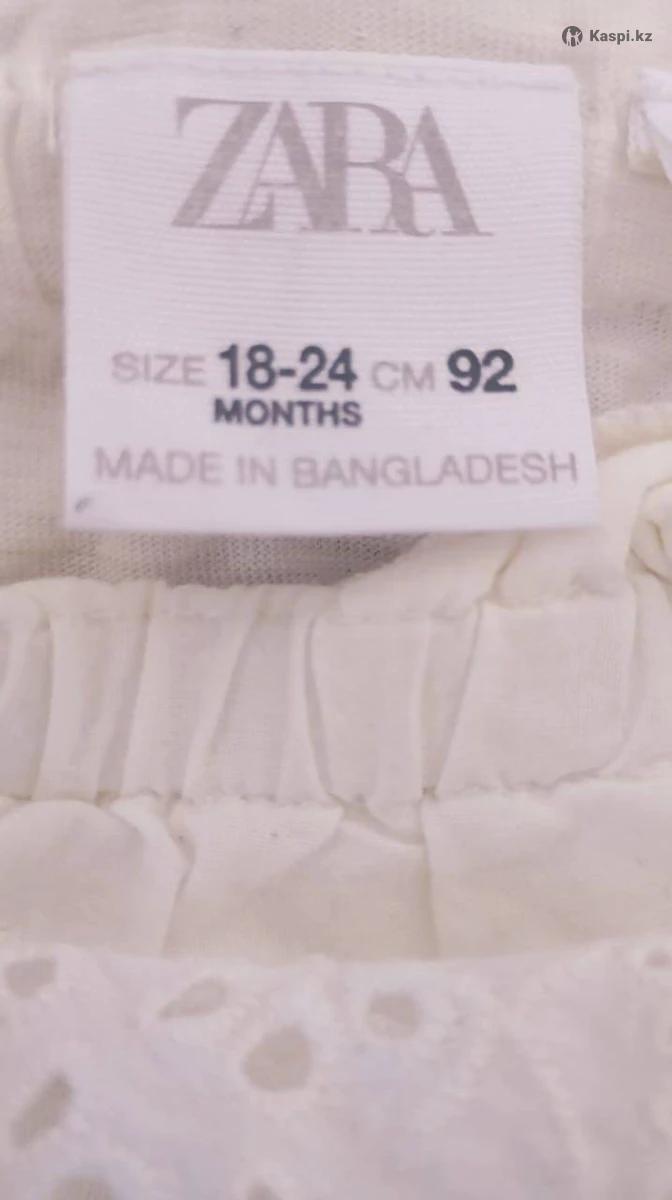 Kaspi.kz
ZARA
SIZE 18-24 CM 92
MONTHS
MADE IN BANGLADESH